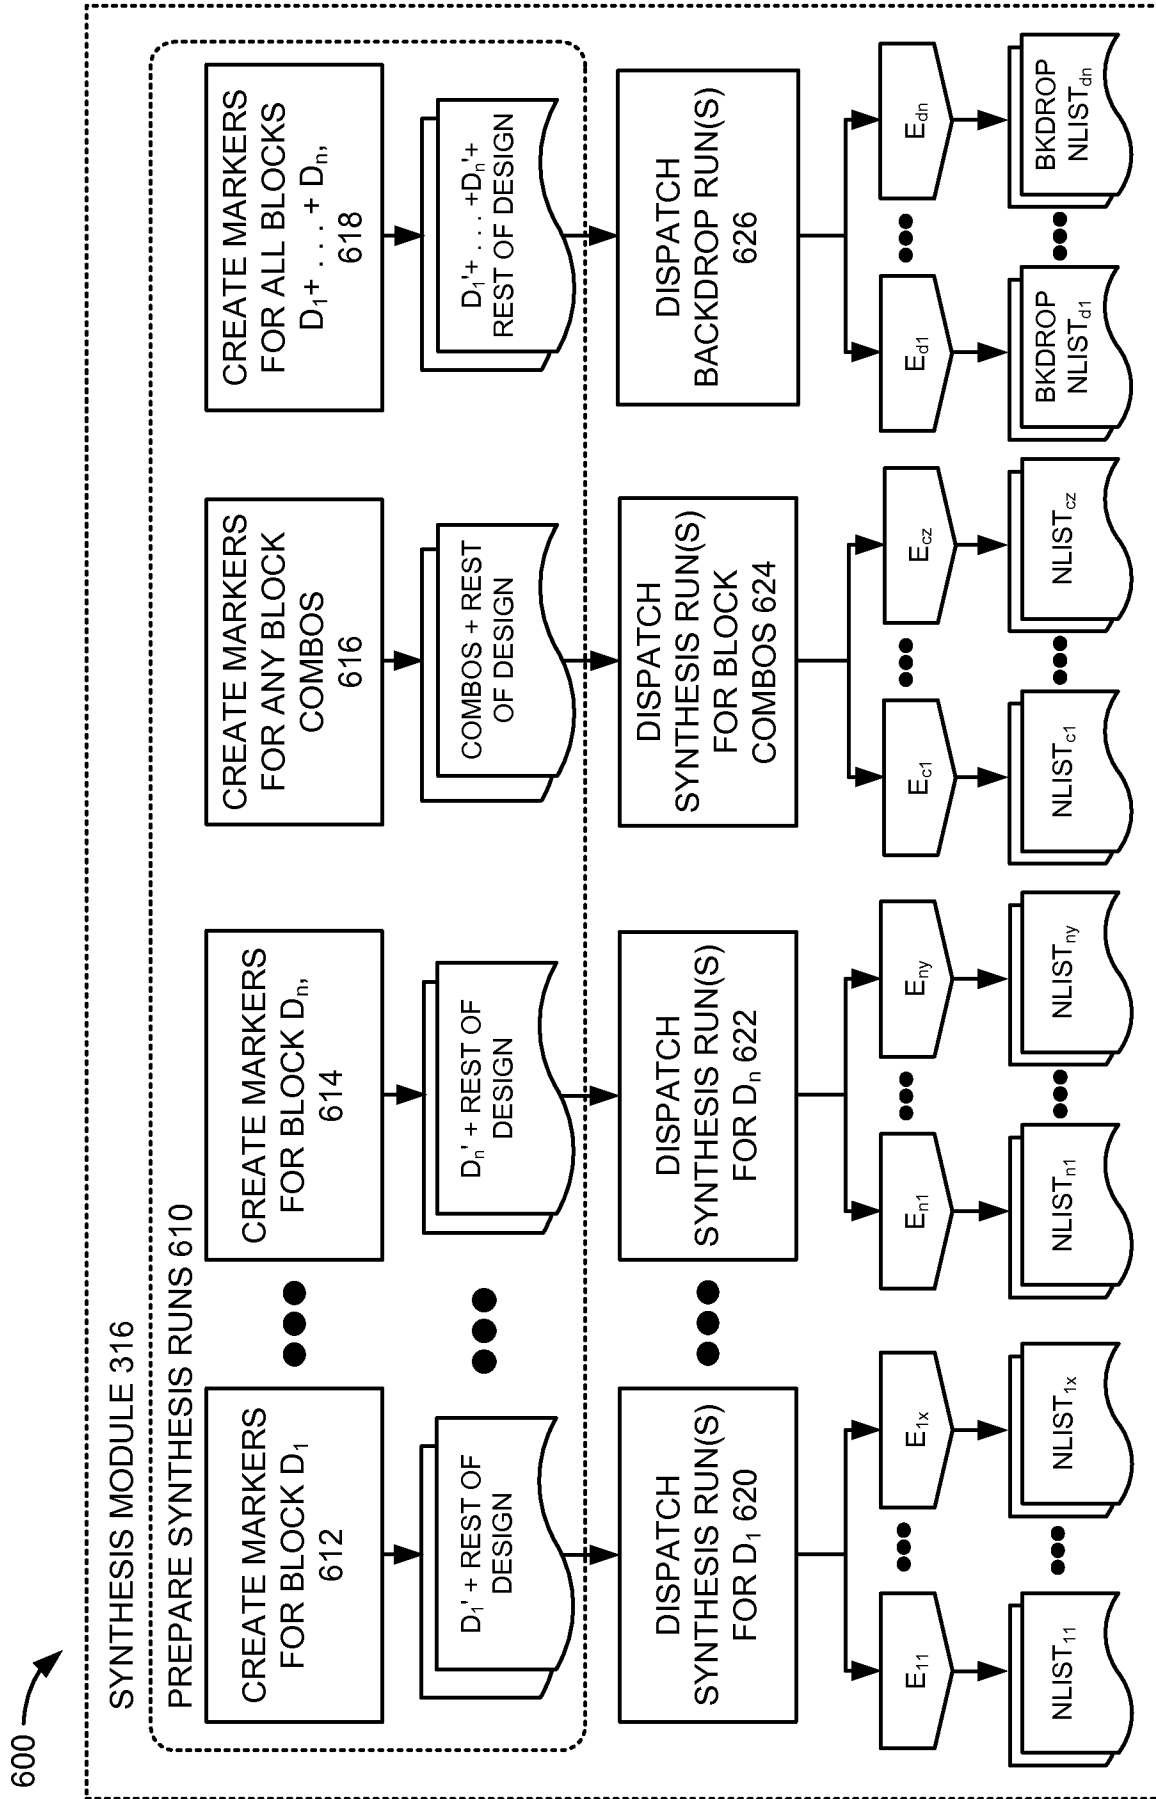 600
SYNTHESIS MODULE 316
PREPARE SYNTHESIS RUNS 610
CREATE MARKERS
FOR BLOCK D₁
612
CREATE MARKERS
FOR BLOCK Dₙ,
614
CREATE MARKERS
FOR ANY BLOCK
COMBOS
616
CREATE MARKERS
FOR ALL BLOCKS
D₁+ . . . + Dₙ,
618
D₁' + REST OF
DESIGN
Dₙ' + REST OF
DESIGN
COMBOS + REST
OF DESIGN
D₁'+ . . . +Dₙ'+
REST OF DESIGN
DISPATCH
SYNTHESIS RUN(S)
FOR D₁ 620
DISPATCH
SYNTHESIS RUN(S)
FOR Dₙ 622
DISPATCH
SYNTHESIS RUN(S)
FOR BLOCK
COMBOS 624
DISPATCH
BACKDROP RUN(S)
626
E₁₁
E₁ₓ
Eₙ₁
Eny
Ec1
Ecz
Ed1
Edn
NLIST₁₁
NLIST₁ₓ
NLISTₙ₁
NLISTny
NLISTc1
NLISTcz
BKDROP
NLISTd1
BKDROP
NLISTdn